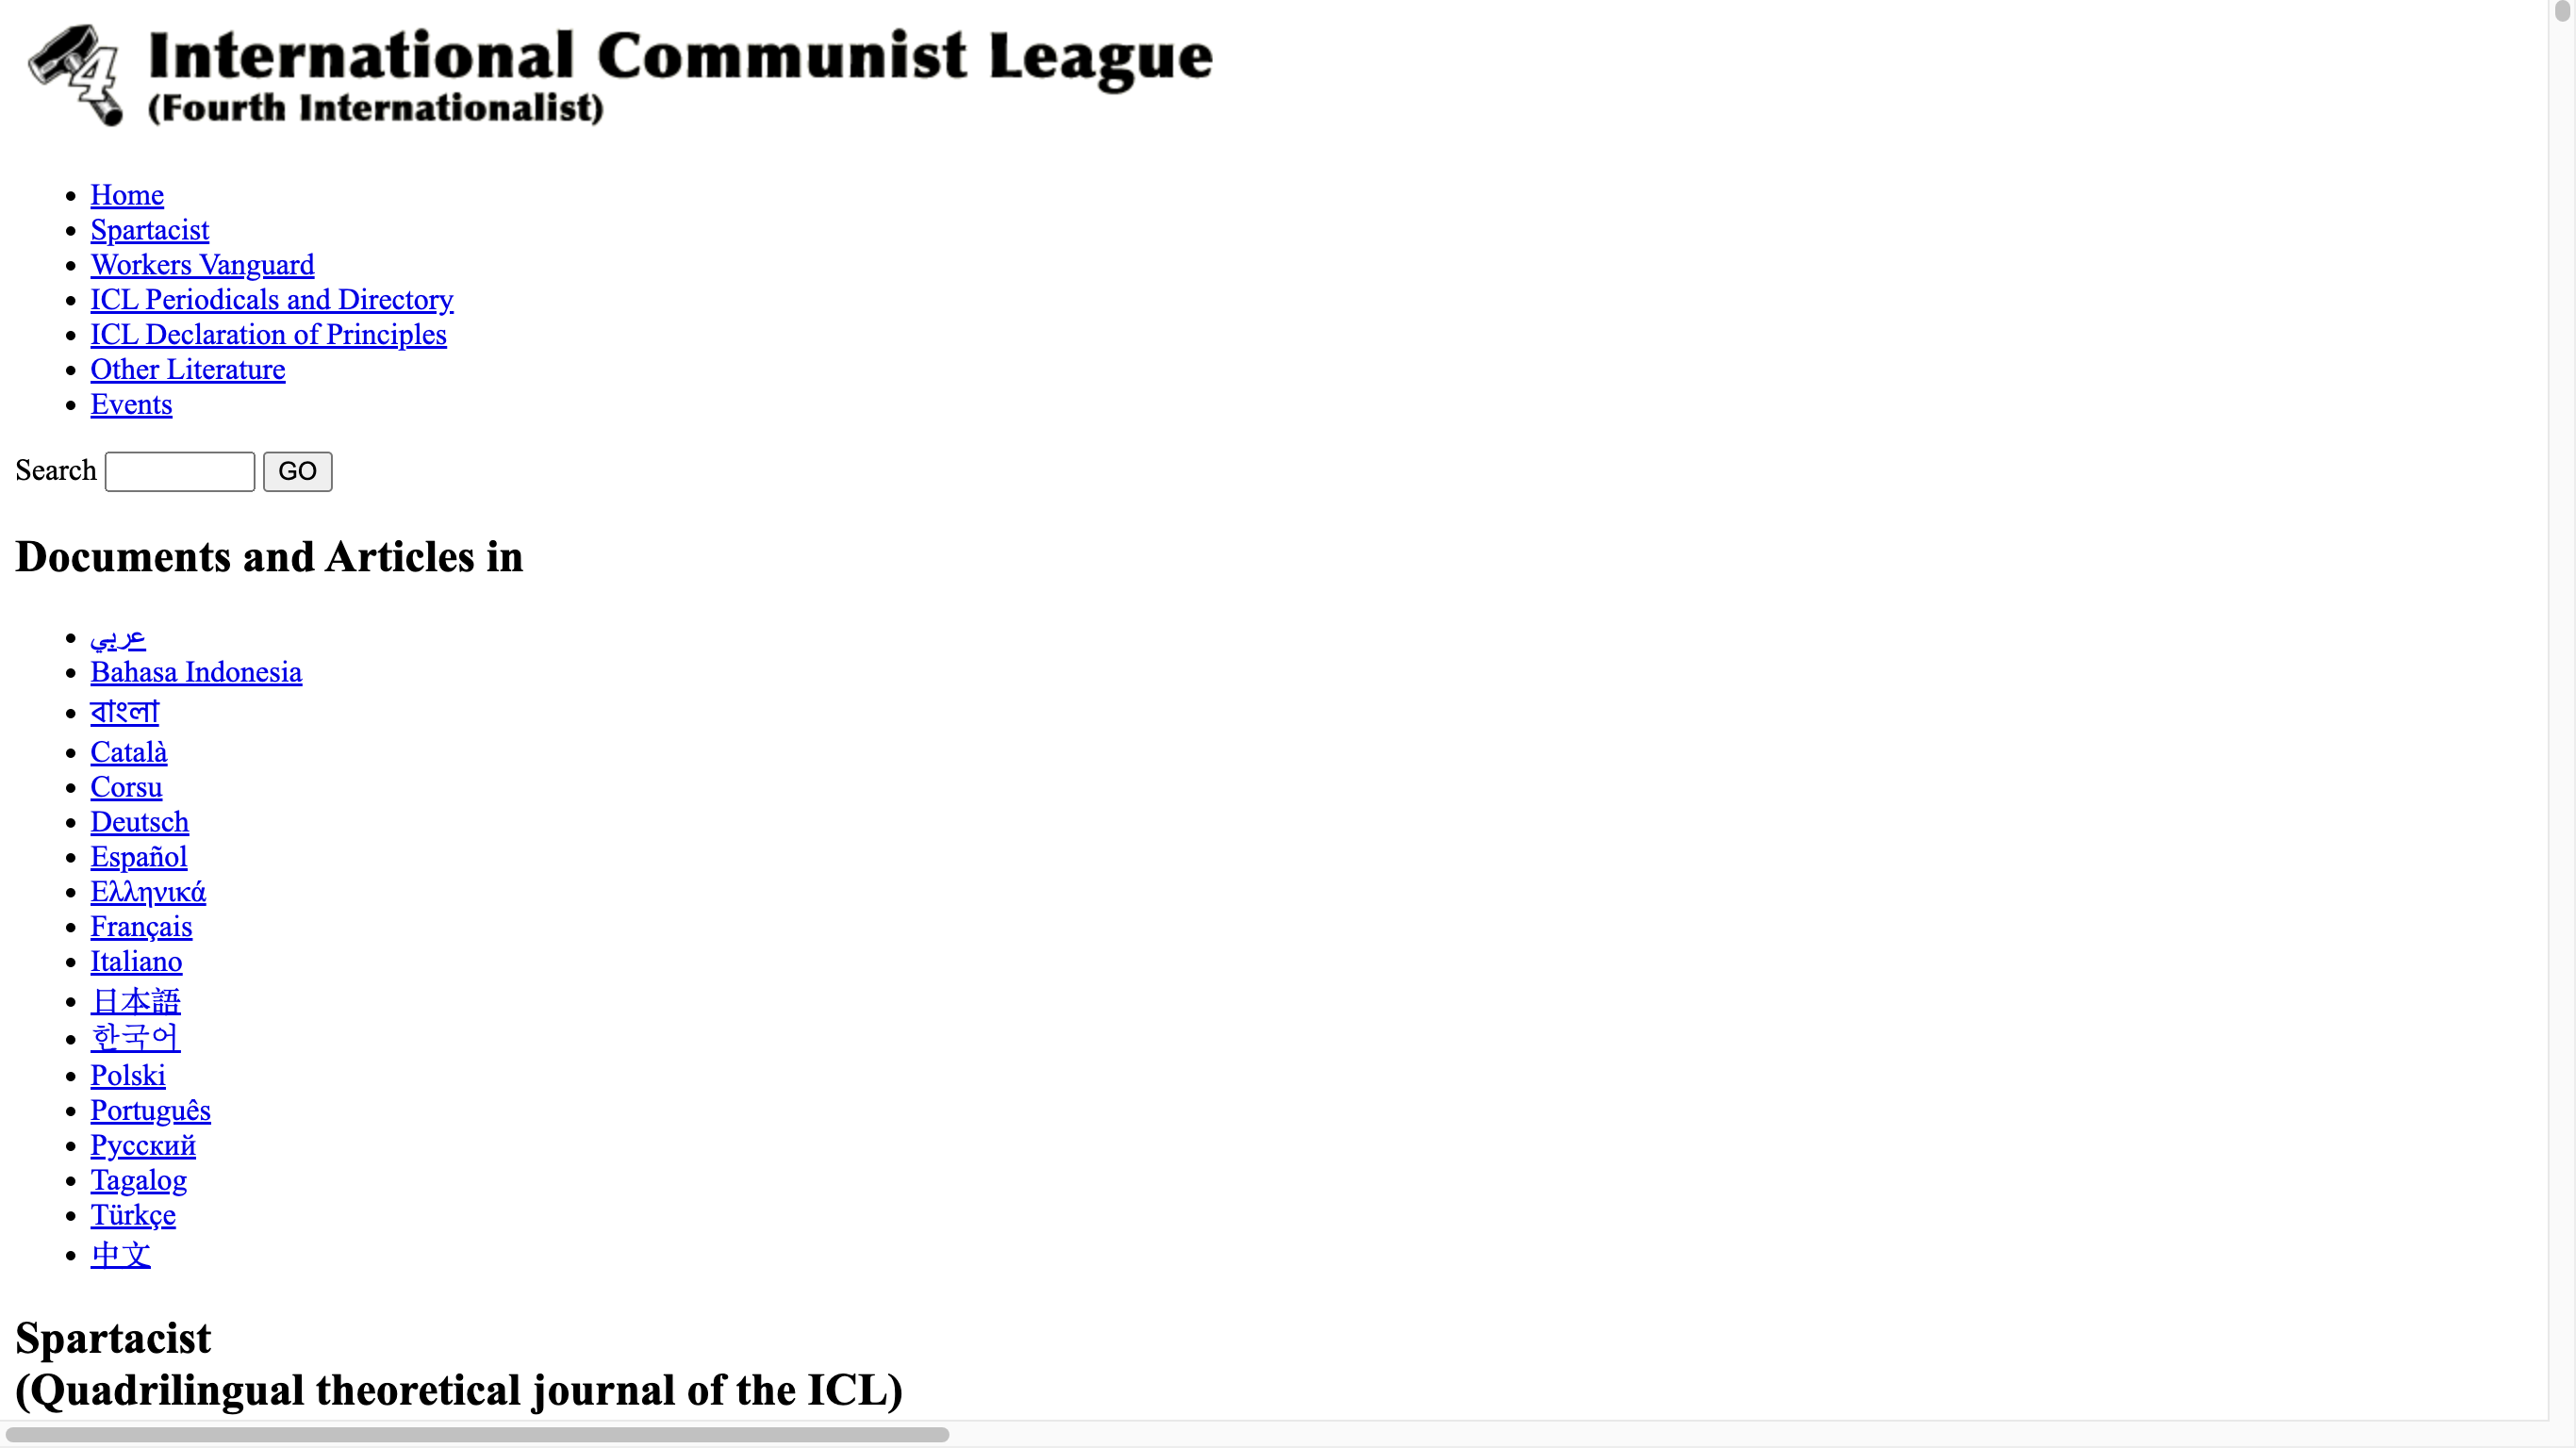 4
International Communist League
(Fourth Internationalist)
Home
Spartacist
Workers Vanguard
ICL Periodicals and Directory
ICL Declaration of Principles
Other Literature
Events
Search GO
Documents and Articles in
عربي
Bahasa Indonesia
বাংলা
Català
Corsu
Deutsch
Español
Ελληνικά
Français
Italiano
日本語
한국어
Polski
Português
Русский
Tagalog
Türkçe
中文
Spartacist
(Quadrilingual theoretical journal of the ICL)